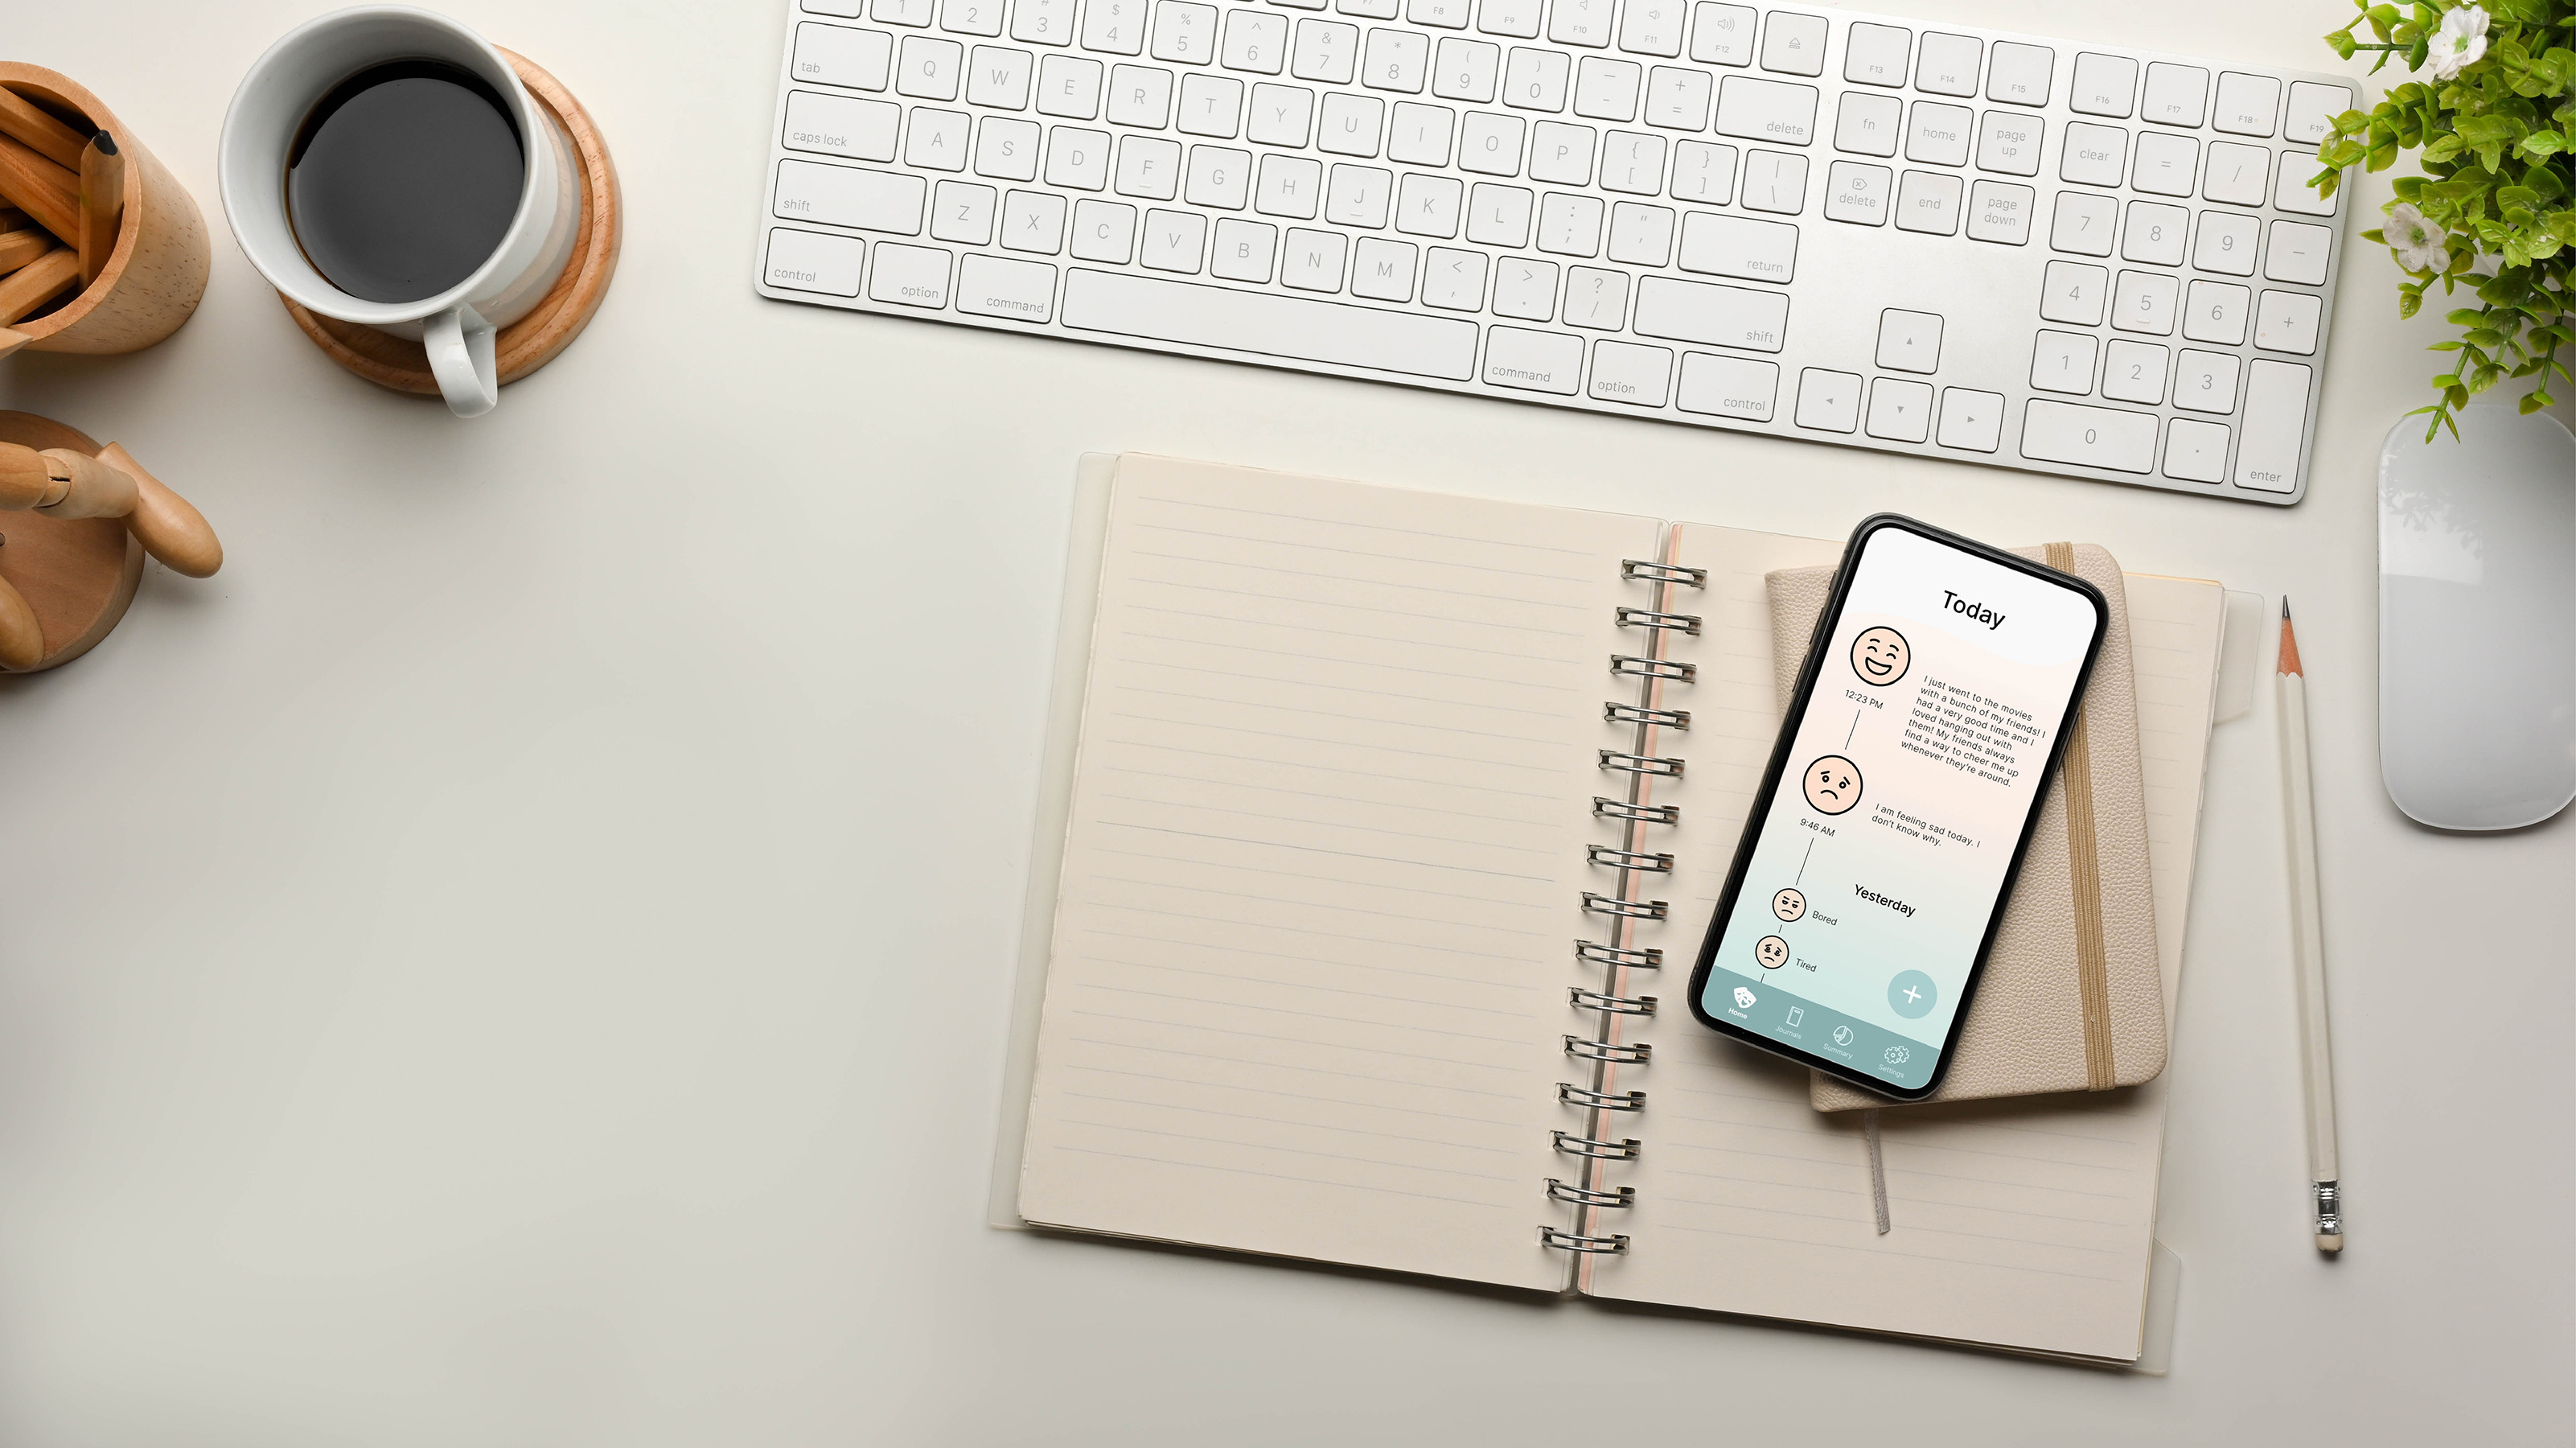 1 2 # 3 $ 4 % 5 ^ 6 & 7 * 8 ( 9 ) 0 _ - + = delete
F7 F8 F9 F10 F11 F12 F13 F14 F15 F16 F17 F18 F19
tab Q W E R T Y U I O P { [ } ] | \
fn home page up clear = /
caps lock A S D F G H J K L : ; " ' return
delete end page down 7 8 9 −
shift Z X C V B N M < , > . ? / shift
4 5 6 +
control option command command option control
1 2 3
0 . enter
Today
12:23 PM
I just went to the movies
with a bunch of my friends! I
had a very good time and I
loved hanging out with
them! My friends always
find a way to cheer me up
whenever they're around.
9:46 AM
I am feeling sad today. I
don't know why.
Yesterday
Bored
Tired
Home
Journals
Summary
Settings